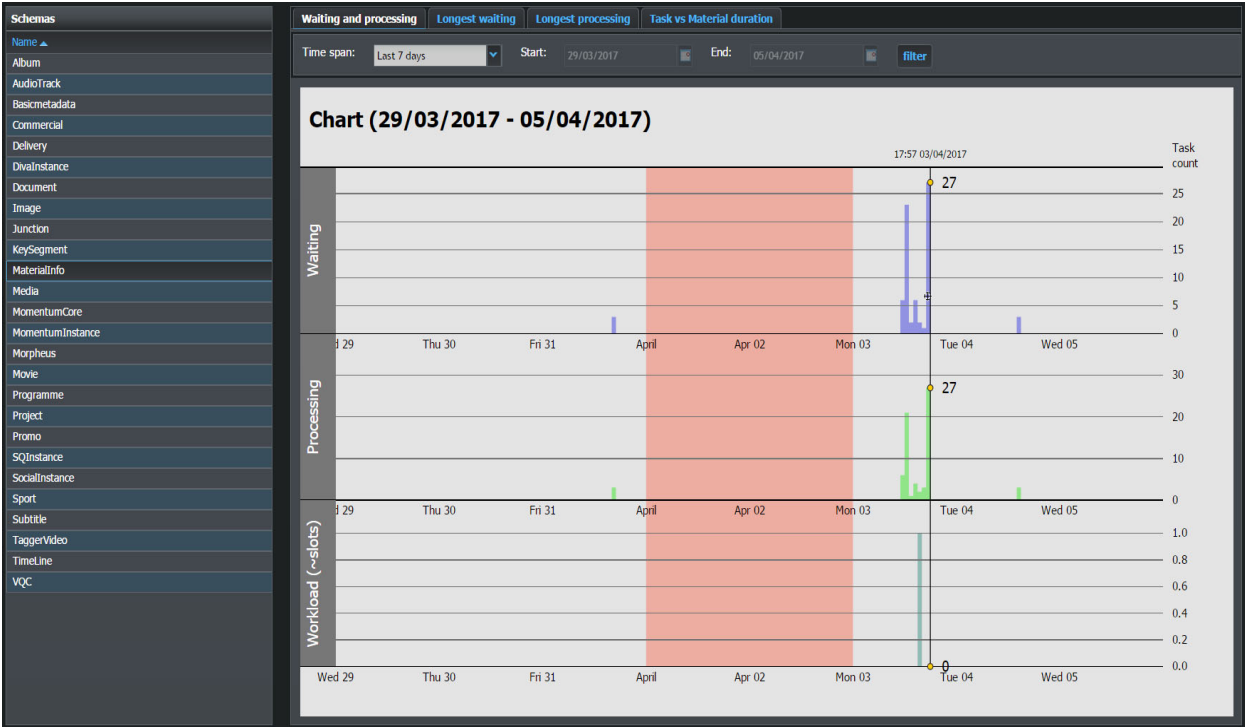 Schemas
Name
Album
AudioTrack
Basicmetadata
Commercial
Delivery
DivaInstance
Document
Image
Junction
KeySegment
MaterialInfo
Media
MomentumCore
MomentumInstance
Morpheus
Movie
Programme
Project
Promo
SQInstance
SocialInstance
Sport
Subtitle
TaggerVideo
TimeLine
VQC
Waiting and processing Longest waiting Longest processing Task vs Material duration
Time span: Last 7 days Start: 29/03/2017 End: 05/04/2017 filter
Chart (29/03/2017 - 05/04/2017)
17:57 03/04/2017
Task
count
Waiting
27
25
20
15
10
5
0
29 Thu 30 Fri 31 April Apr 02 Mon 03 Tue 04 Wed 05
Processing
27
30
20
10
0
29 Thu 30 Fri 31 April Apr 02 Mon 03 Tue 04 Wed 05
Workload (~slots)
1.0
0.8
0.6
0.4
0.2
0.0
0
Wed 29 Thu 30 Fri 31 April Apr 02 Mon 03 Tue 04 Wed 05